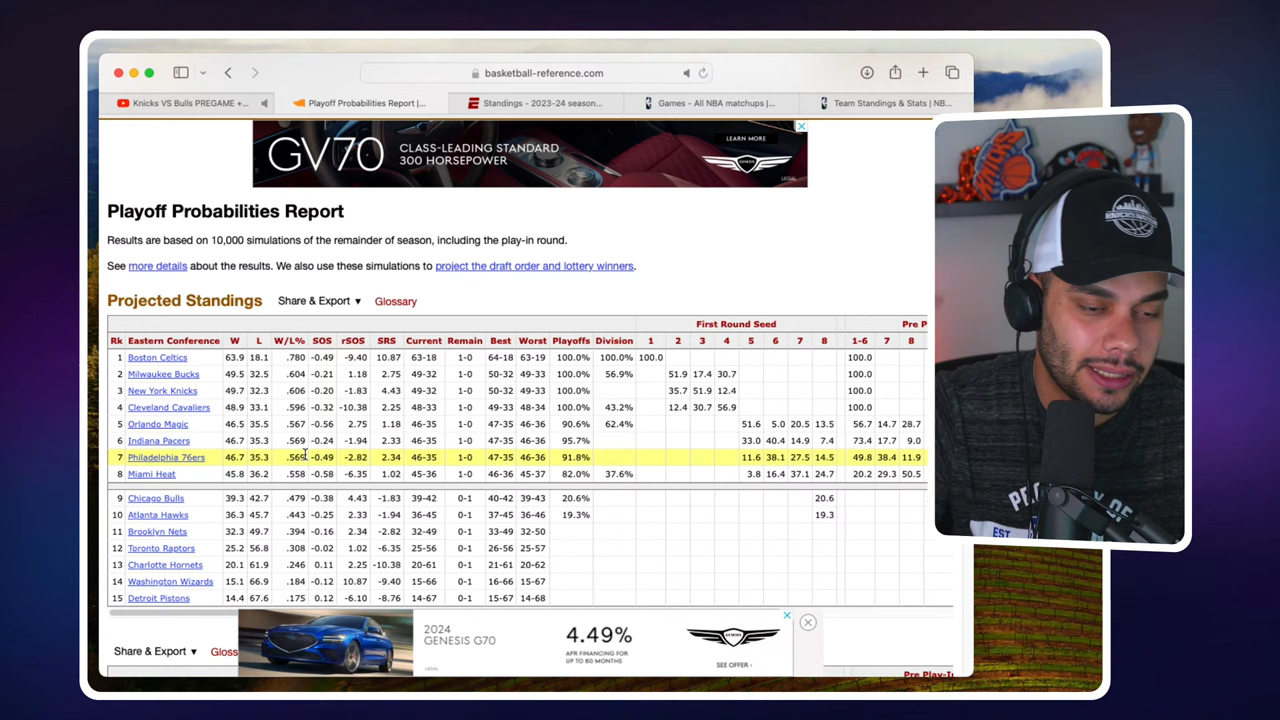 basketball-reference.com
Knicks VS Bulls PREGAME +...
Playoff Probabilities Report |...
Standings - 2023-24 season...
Games - All NBA matchups |...
Team Standings & Stats | NB...
GV70 CLASS-LEADING STANDARD 300 HORSEPOWER
LEARN MORE
GENESIS
LEGAL
Playoff Probabilities Report
Results are based on 10,000 simulations of the remainder of season, including the play-in round.
See more details about the results. We also use these simulations to project the draft order and lottery winners.
Projected Standings Share & Export ▼ Glossary
First Round Seed Pre P
Rk Eastern Conference W L W/L% SOS rSOS SRS Current Remain Best Worst Playoffs Division 1 2 3 4 5 6 7 8 1-6 7 8
1 Boston Celtics 63.9 18.1 .780 -0.49 -9.40 10.87 63-18 1-0 64-18 63-19 100.0% 100.0% 100.0 100.0
2 Milwaukee Bucks 49.5 32.5 .604 -0.21 1.18 2.75 49-32 1-0 50-32 49-33 100.0% 56.9% 51.9 17.4 30.7 100.0
3 New York Knicks 49.7 32.3 .606 -0.20 -1.83 4.43 49-32 1-0 50-32 49-33 100.0% 35.7 51.9 12.4 100.0
4 Cleveland Cavaliers 48.9 33.1 .596 -0.32 -10.38 2.25 48-33 1-0 49-33 48-34 100.0% 43.2% 12.4 30.7 56.9 100.0
5 Orlando Magic 46.5 35.5 .567 -0.56 2.75 1.18 46-35 1-0 47-35 46-36 90.6% 62.4% 51.6 5.0 20.5 13.5 56.7 14.7 28.7
6 Indiana Pacers 46.7 35.3 .569 -0.24 -1.94 2.33 46-35 1-0 47-35 46-36 95.7% 33.0 40.4 14.9 7.4 73.4 17.7 9.0
7 Philadelphia 76ers 46.7 35.3 .569 -0.49 -2.82 2.34 46-35 1-0 47-35 46-36 91.8% 11.6 38.1 27.5 14.5 49.8 38.4 11.9
8 Miami Heat 45.8 36.2 .558 -0.58 -6.35 1.02 45-36 1-0 46-36 45-37 82.0% 37.6% 3.8 16.4 37.1 24.7 20.2 29.3 50.5
9 Chicago Bulls 39.3 42.7 .479 -0.38 4.43 -1.83 39-42 0-1 40-42 39-43 20.6% 20.6
10 Atlanta Hawks 36.3 45.7 .443 -0.25 2.33 -1.94 36-45 0-1 37-45 36-46 19.3% 19.3
11 Brooklyn Nets 32.3 49.7 .394 -0.16 2.34 -2.82 32-49 0-1 33-49 32-50
12 Toronto Raptors 25.2 56.8 .308 -0.02 1.02 -6.35 25-56 0-1 26-56 25-57
13 Charlotte Hornets 20.1 61.9 .246 0.11 2.25 -10.38 20-61 0-1 21-61 20-62
14 Washington Wizards 15.1 66.9 .184 -0.12 10.87 -9.40 15-66 0-1 16-66 15-67
15 Detroit Pistons 14.4 67.6 .175 0.12 -6.10 -8.76 14-67 0-1 15-67 14-68
2024 GENESIS G70
4.49% APR FINANCING FOR UP TO 60 MONTHS
GENESIS
SEE OFFER ›
LEGAL
Share & Export ▼ Gloss
Pre Play-I